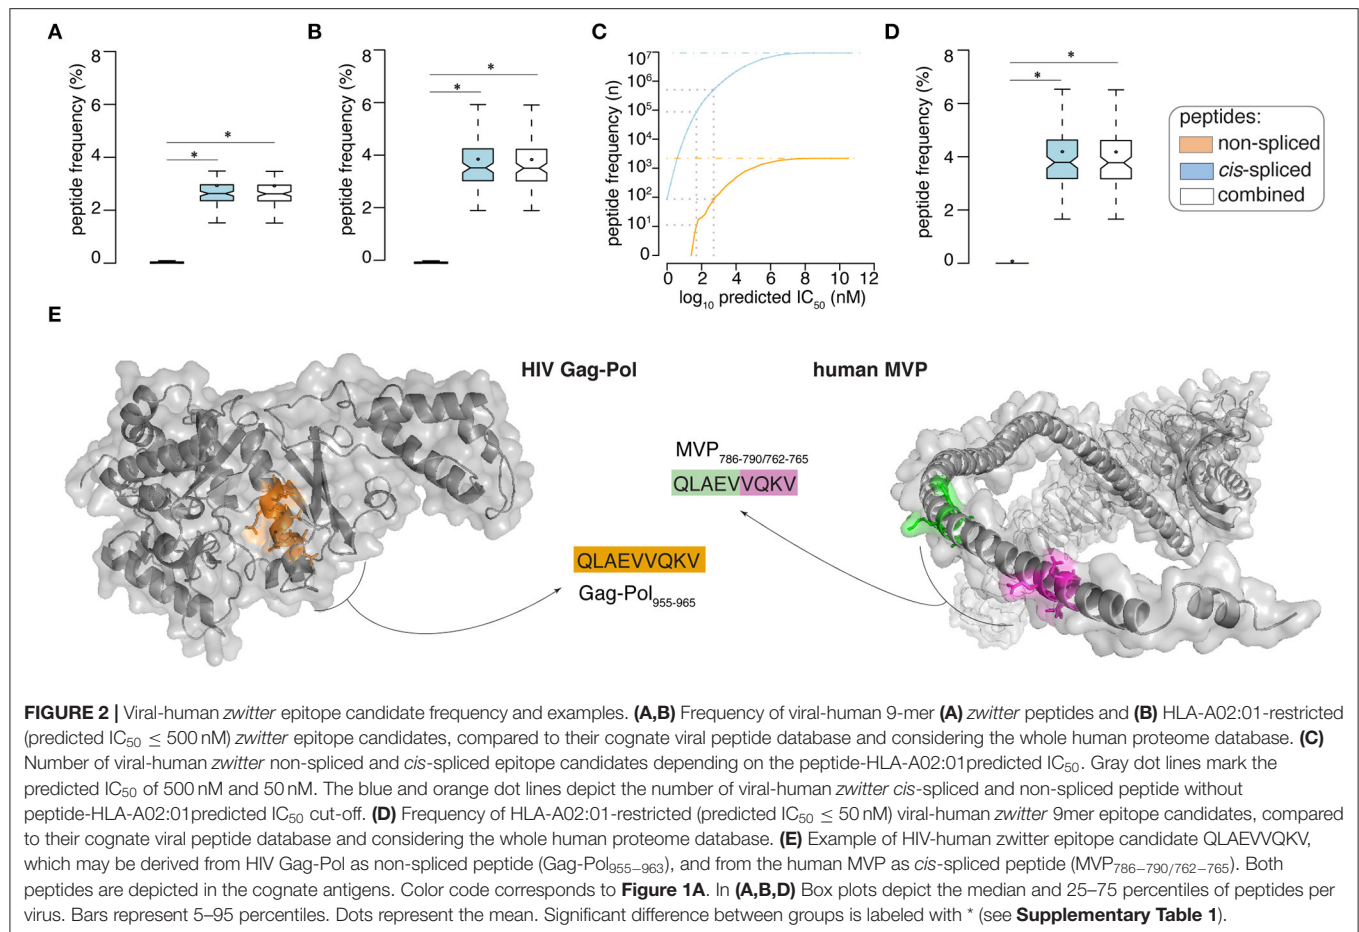 A
peptide frequency (%)
8
6
4
2
0
*
*
B
peptide frequency (%)
8
6
4
2
0
*
*
C
peptide frequency (n)
10⁷
10⁶
10⁵
10⁴
10³
10¹
0
0 2 4 6 8 10 12
log₁₀ predicted IC₅₀ (nM)
D
peptide frequency (%)
8
6
4
2
0
*
*
peptides:
non-spliced
cis-spliced
combined
E
HIV Gag-Pol
human MVP
MVP₇₈₆₋₇₉₀/₇₆₂₋₇₆₅
QLAEVVQKV
QLAEVVQKV
Gag-Pol₉₅₅₋₉₆₅
FIGURE 2 | Viral-human zwitter epitope candidate frequency and examples. (A,B) Frequency of viral-human 9-mer (A) zwitter peptides and (B) HLA-A02:01-restricted
(predicted IC₅₀ ≤ 500 nM) zwitter epitope candidates, compared to their cognate viral peptide database and considering the whole human proteome database. (C)
Number of viral-human zwitter non-spliced and cis-spliced epitope candidates depending on the peptide-HLA-A02:01predicted IC₅₀. Gray dot lines mark the
predicted IC₅₀ of 500 nM and 50 nM. The blue and orange dot lines depict the number of viral-human zwitter cis-spliced and non-spliced peptide without
peptide-HLA-A02:01predicted IC₅₀ cut-off. (D) Frequency of HLA-A02:01-restricted (predicted IC₅₀ ≤ 50 nM) viral-human zwitter 9mer epitope candidates, compared
to their cognate viral peptide database and considering the whole human proteome database. (E) Example of HIV-human zwitter epitope candidate QLAEVVQKV,
which may be derived from HIV Gag-Pol as non-spliced peptide (Gag-Pol₉₅₅₋₉₆₃), and from the human MVP as cis-spliced peptide (MVP₇₈₆₋₇₉₀/₇₆₂₋₇₆₅). Both
peptides are depicted in the cognate antigens. Color code corresponds to Figure 1A. In (A,B,D) Box plots depict the median and 25–75 percentiles of peptides per
virus. Bars represent 5–95 percentiles. Dots represent the mean. Significant difference between groups is labeled with * (see Supplementary Table 1).